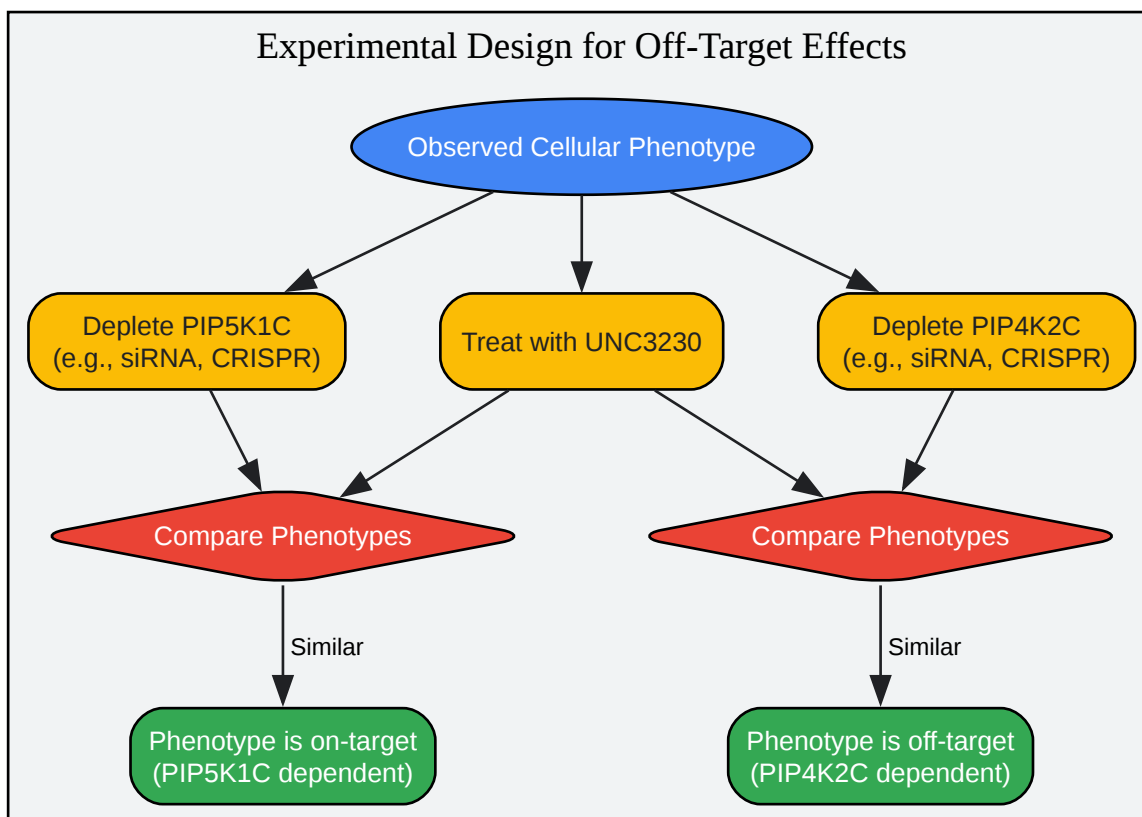 Experimental Design for Off-Target Effects
Observed Cellular Phenotype
Deplete PIP5K1C
(e.g., siRNA, CRISPR)
Treat with UNC3230
Deplete PIP4K2C
(e.g., siRNA, CRISPR)
Compare Phenotypes
Compare Phenotypes
Similar
Similar
Phenotype is on-target
(PIP5K1C dependent)
Phenotype is off-target
(PIP4K2C dependent)